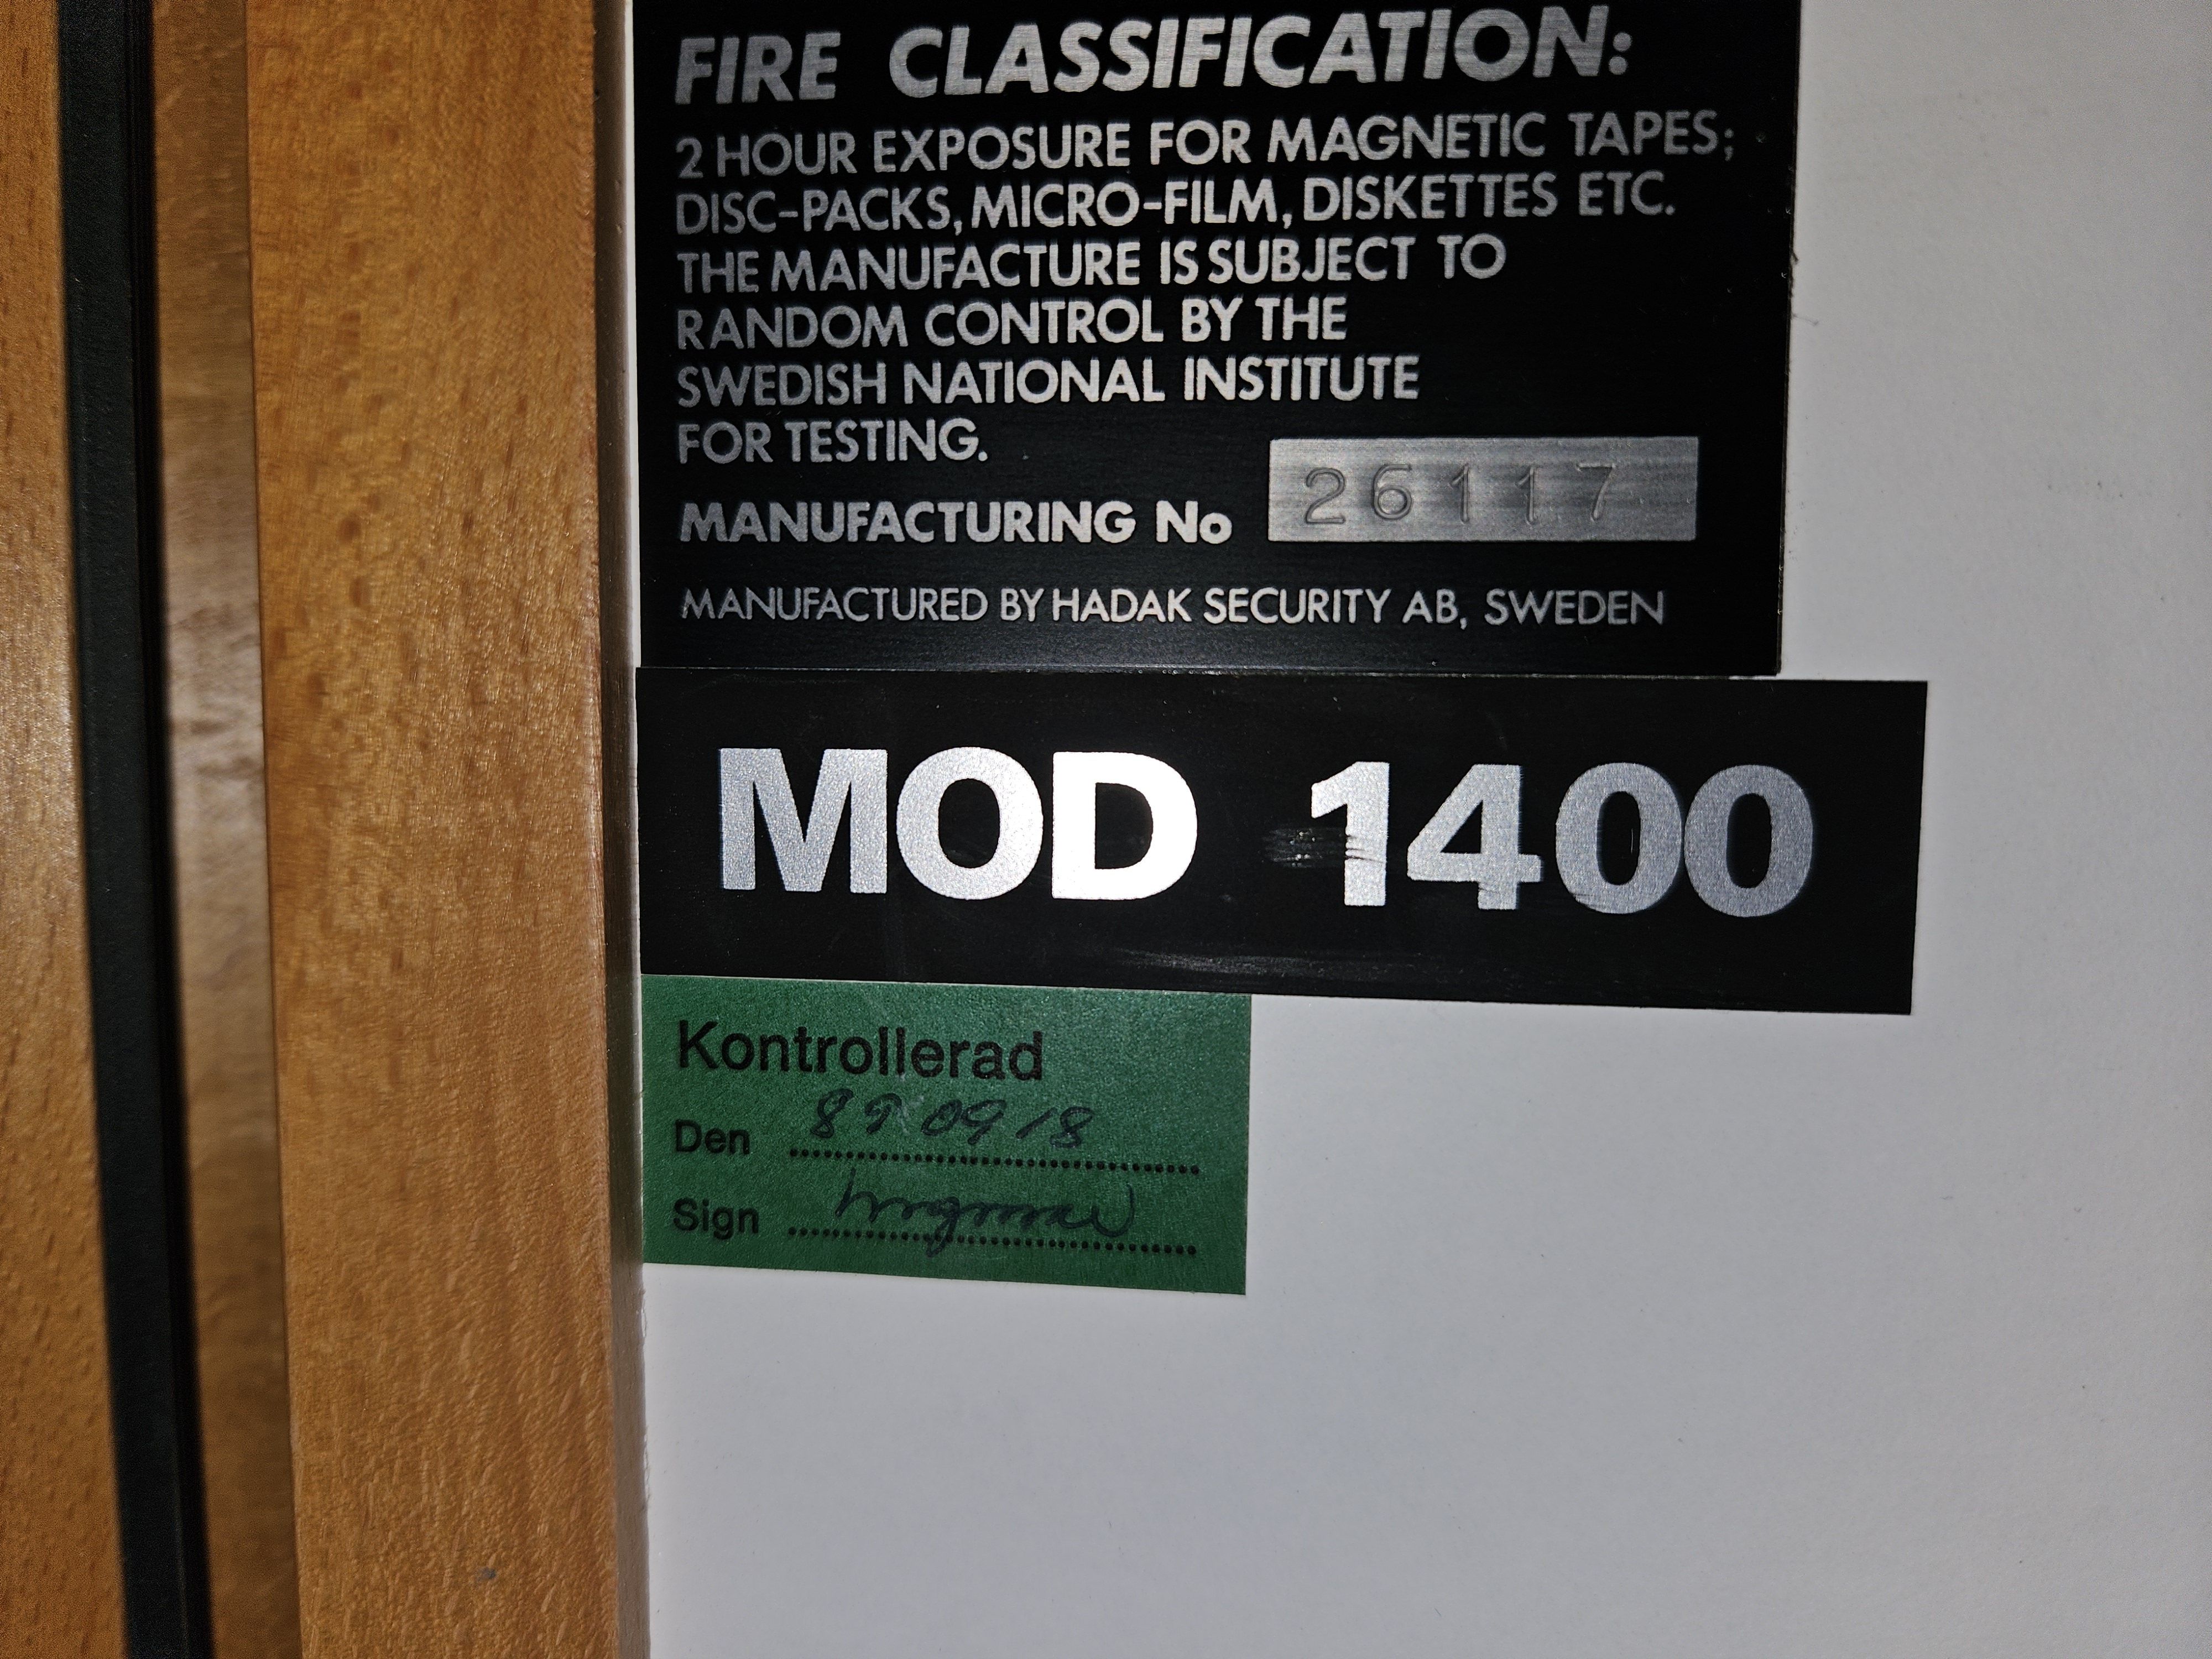 FIRE CLASSIFICATION:
2 HOUR EXPOSURE FOR MAGNETIC TAPES;
DISC-PACKS, MICRO-FILM, DISKETTES ETC.
THE MANUFACTURE IS SUBJECT TO
RANDOM CONTROL BY THE
SWEDISH NATIONAL INSTITUTE
FOR TESTING.
MANUFACTURING No 26117
MANUFACTURED BY HADAK SECURITY AB, SWEDEN
MOD 1400
Kontrollerad
Den 89 09 18
Sign